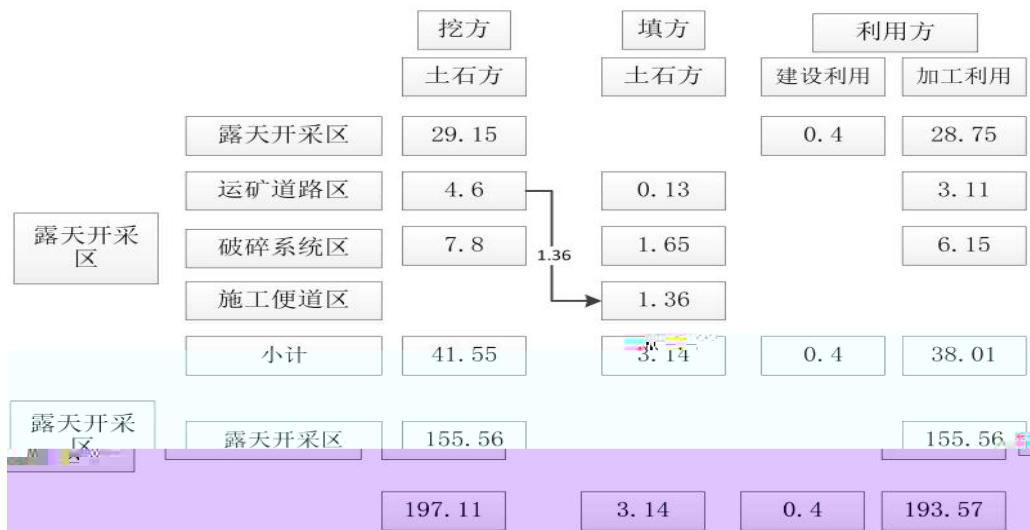 挖方 填方 利用方
土石方 土石方 建设利用 加工利用
露天开采区 29.15 0.4 28.75
运矿道路区 4.6 0.13 3.11
露天开采
区
破碎系统区 7.8 1.65 6.15
1.36
施工便道区 1.36
小计 41.55 3.14 0.4 38.01
露天开采
露天开采区 155.56 155.56
197.11 3.14 0.4 193.57